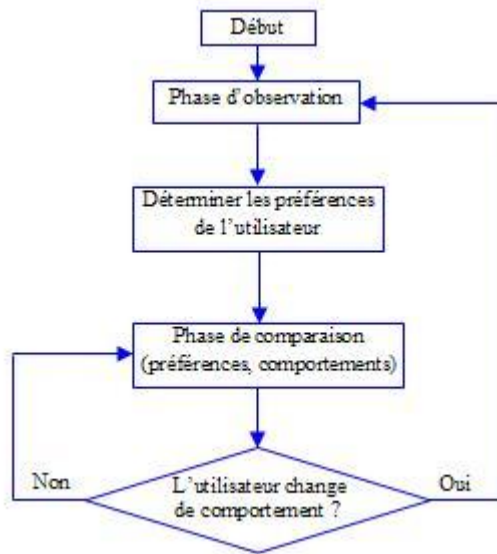 Début
Phase d'observation
Déterminer les préférences
de l'utilisateur
Phase de comparaison
(préférences, comportements)
Non
L'utilisateur change
de comportement ?
Oui